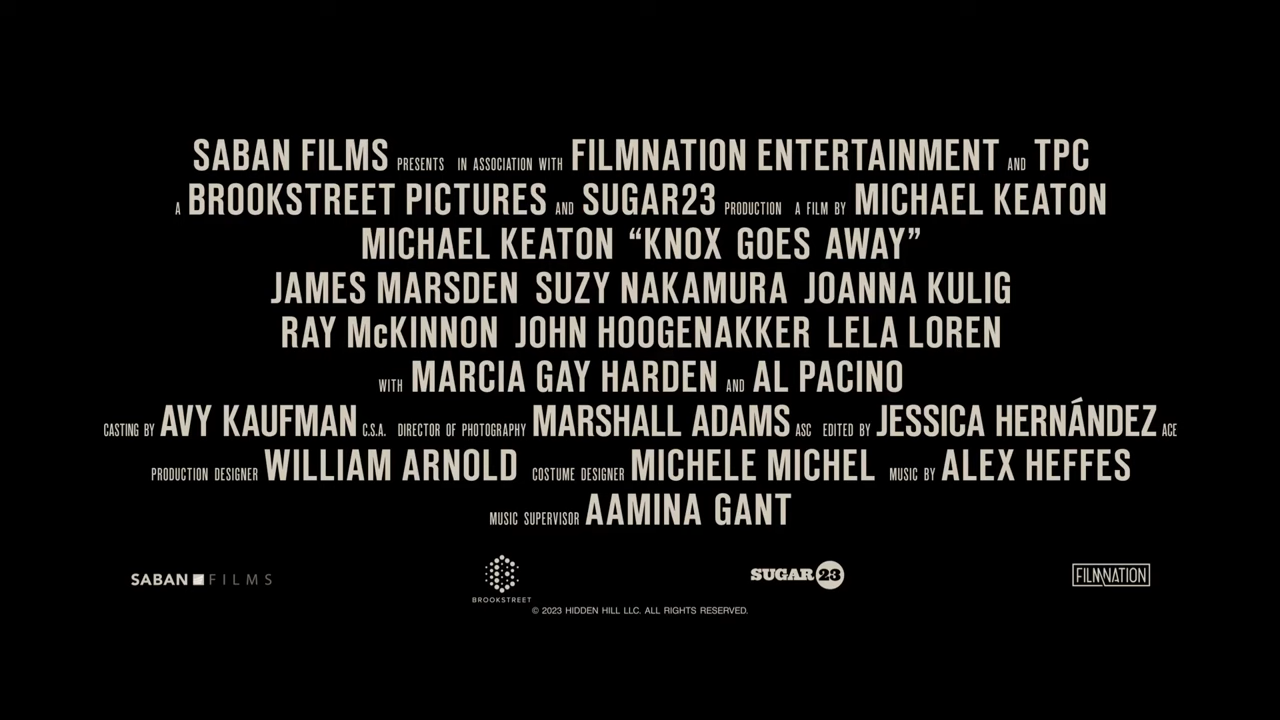 SABAN FILMS PRESENTS IN ASSOCIATION WITH FILMNATION ENTERTAINMENT AND TPC
A BROOKSTREET PICTURES AND SUGAR23 PRODUCTION A FILM BY MICHAEL KEATON
MICHAEL KEATON “KNOX GOES AWAY”
JAMES MARSDEN SUZY NAKAMURA JOANNA KULIG
RAY McKINNON JOHN HOOGENAKKER LELA LOREN
WITH MARCIA GAY HARDEN AND AL PACINO
CASTING BY AVY KAUFMAN C.S.A. DIRECTOR OF PHOTOGRAPHY MARSHALL ADAMS ASC EDITED BY JESSICA HERNÁNDEZ ACE
PRODUCTION DESIGNER WILLIAM ARNOLD COSTUME DESIGNER MICHELE MICHEL MUSIC BY ALEX HEFFES
MUSIC SUPERVISOR AAMINA GANT
SABAN FILMS
BROOKSTREET
SUGAR 23
FILMNATION
© 2023 HIDDEN HILL LLC. ALL RIGHTS RESERVED.